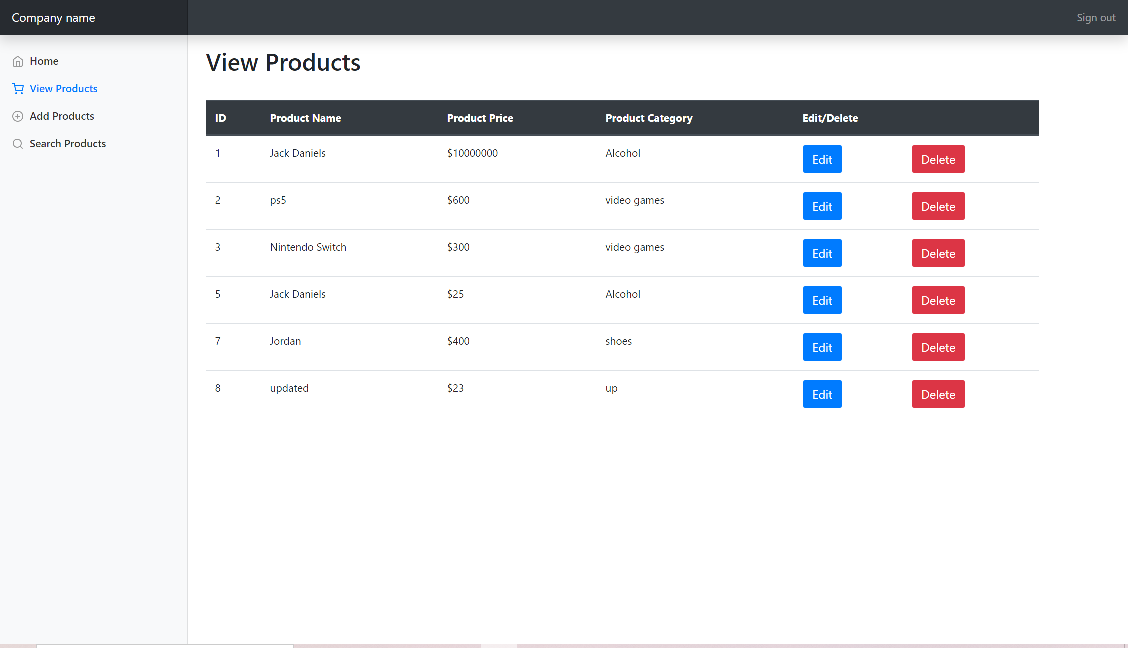 Company name
Sign out
Home
View Products
Add Products
Search Products
View Products
ID Product Name Product Price Product Category Edit/Delete
1 Jack Daniels $10000000 Alcohol Edit Delete
2 ps5 $600 video games Edit Delete
3 Nintendo Switch $300 video games Edit Delete
5 Jack Daniels $25 Alcohol Edit Delete
7 Jordan $400 shoes Edit Delete
8 updated $23 up Edit Delete